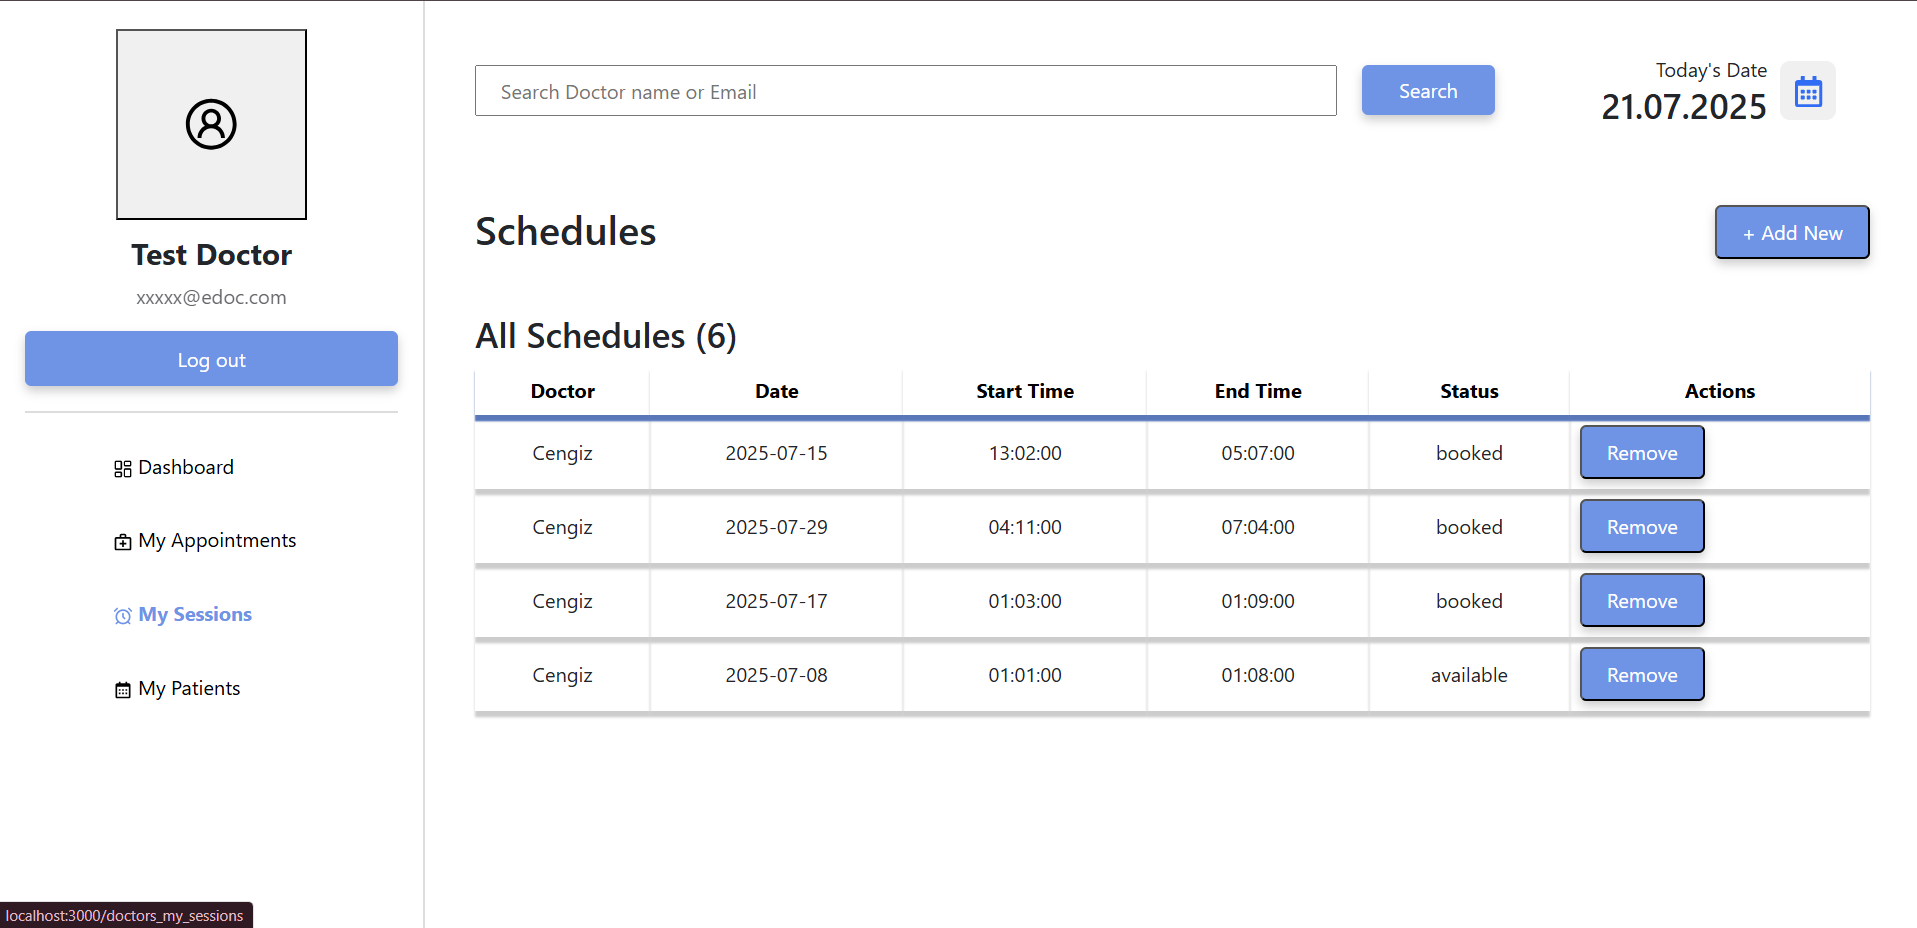 Test Doctor
xxxxx@edoc.com
Log out
Dashboard
My Appointments
My Sessions
My Patients
Search Doctor name or Email
Search
Today's Date
21.07.2025
Schedules
+ Add New
All Schedules (6)
Doctor Date Start Time End Time Status Actions
Cengiz 2025-07-15 13:02:00 05:07:00 booked Remove
Cengiz 2025-07-29 04:11:00 07:04:00 booked Remove
Cengiz 2025-07-17 01:03:00 01:09:00 booked Remove
Cengiz 2025-07-08 01:01:00 01:08:00 available Remove
localhost:3000/doctors_my_sessions